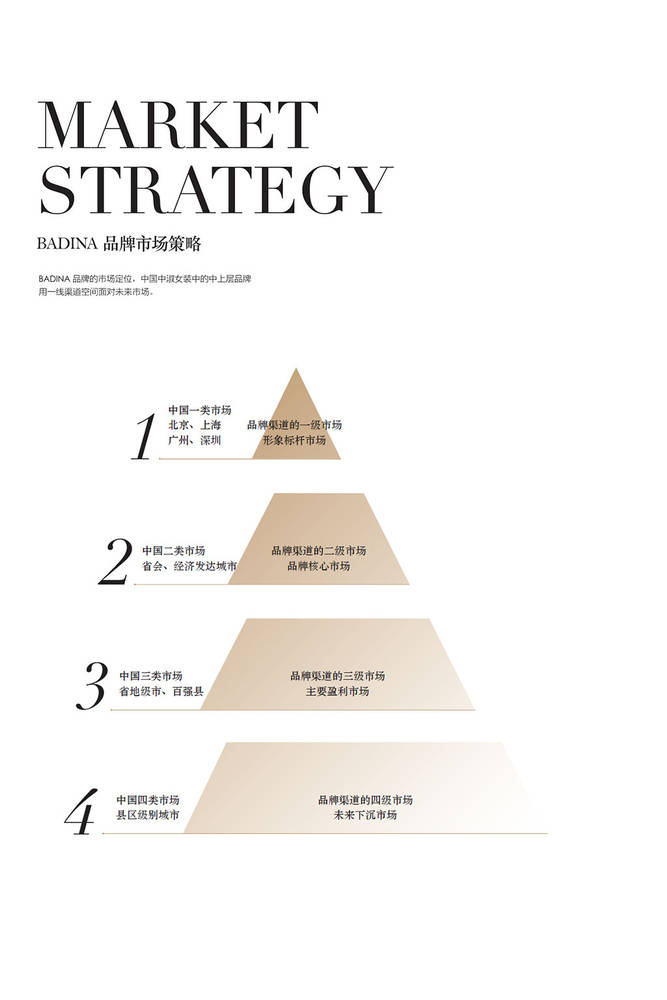 MARKET
STRATEGY
BADINA 品牌市场策略
BADINA 品牌的市场定位，中国中淑女装中的中上层品牌
用一线渠道空间面对未来市场。
1
中国一类市场
北京、上海
广州、深圳
品牌渠道的一级市场
形象标杆市场
2
中国二类市场
省会、经济发达城市
品牌渠道的二级市场
品牌核心市场
3
中国三类市场
省地级市、百强县
品牌渠道的三级市场
主要盈利市场
4
中国四类市场
县区级别城市
品牌渠道的四级市场
未来下沉市场